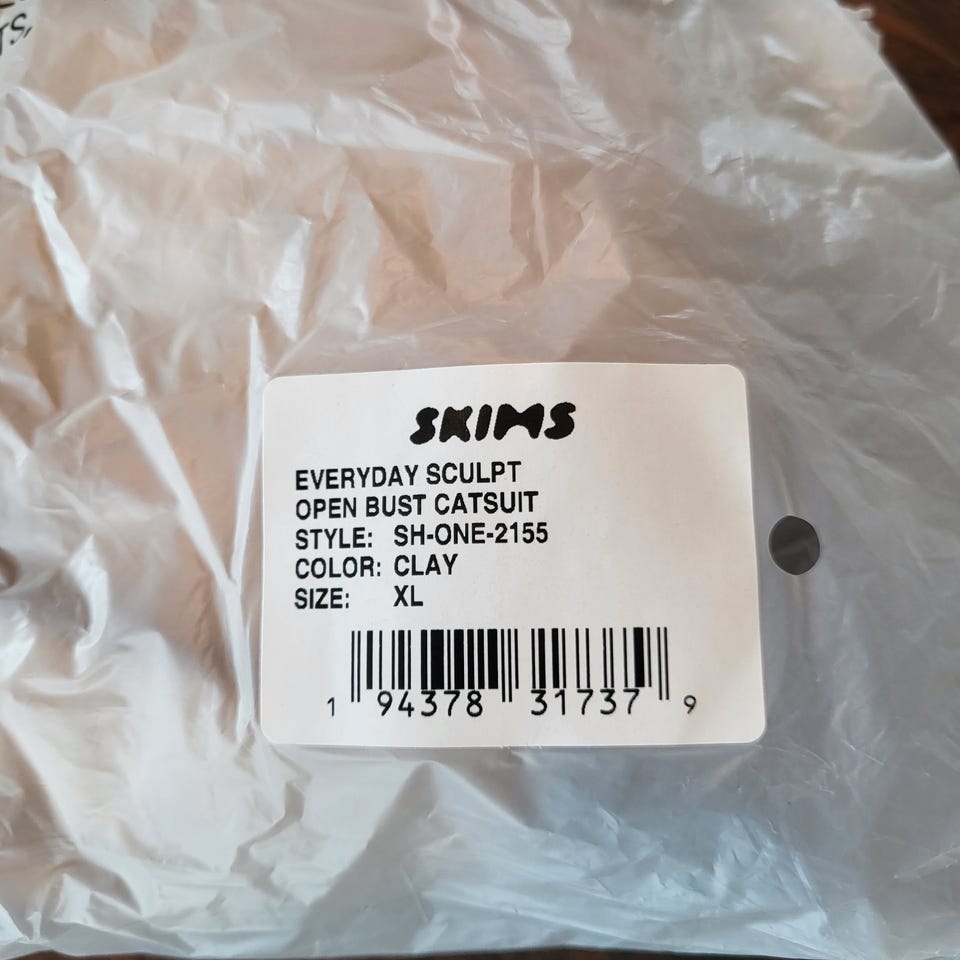 SKIMS
EVERYDAY SCULPT
OPEN BUST CATSUIT
STYLE: SH-ONE-2155
COLOR: CLAY
SIZE: XL
1 94378 31737 9